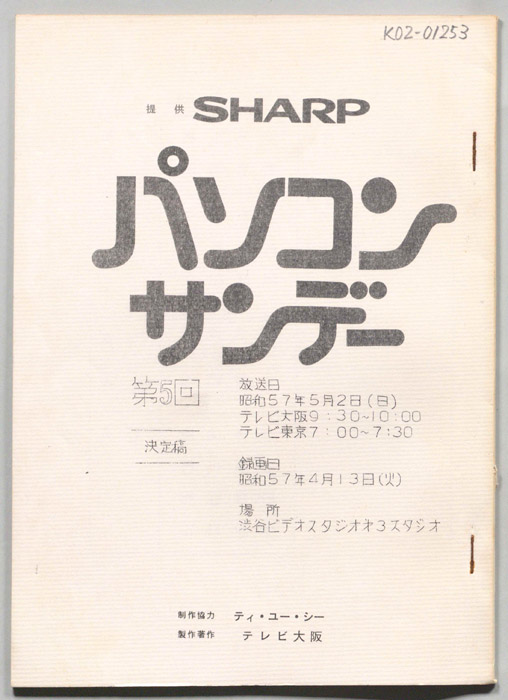 K02-01253
提供 SHARP
パソコン
サンデー
第5回
決定稿
放送日
昭和57年5月2日(日)
テレビ大阪9:30~10:00
テレビ東京7:00~7:30
録画日
昭和57年4月13日(火)
場所
渋谷ビデオスタジオオ3スタジオ
制作協力 ティ・ユー・シー
製作著作 テレビ大阪